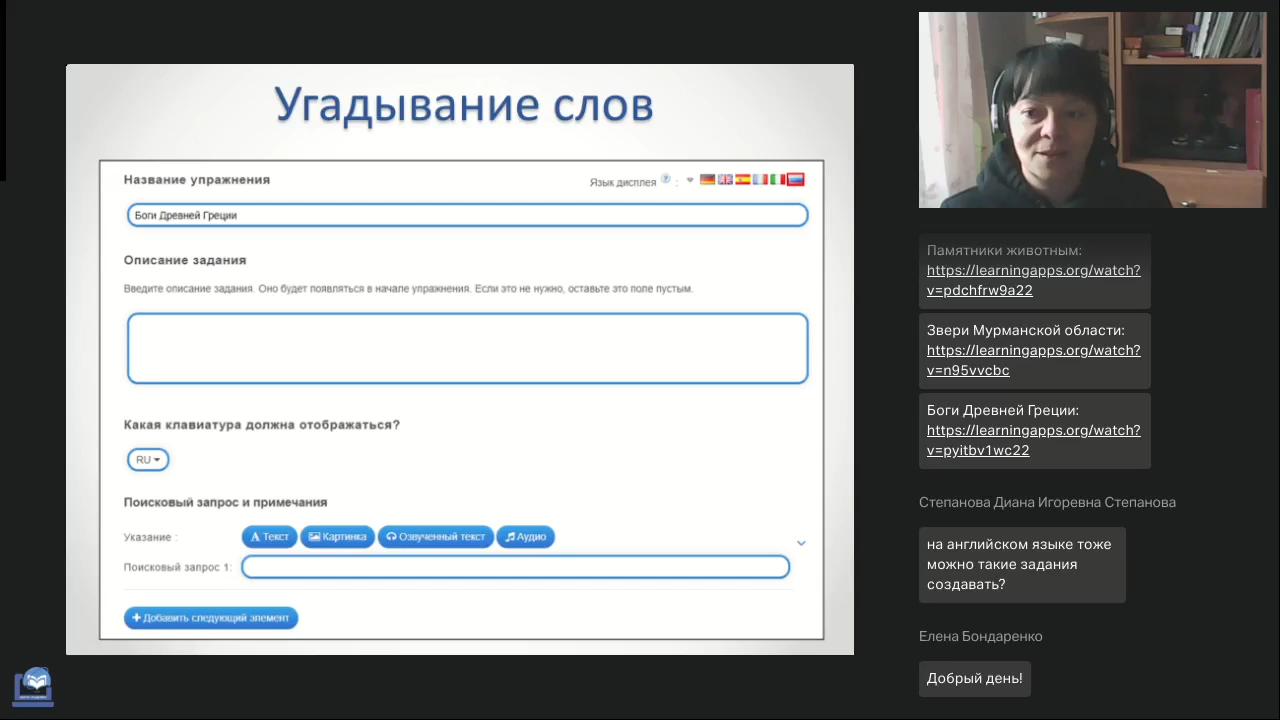 Угадывание слов
Название упражнения
Язык дисплея ? :
Боги Древней Греции
Описание задания
Введите описание задания. Оно будет появляться в начале упражнения. Если это не нужно, оставьте это поле пустым.
Какая клавиатура должна отображаться?
RU
Поисковый запрос и примечания
Указание : A Текст Картинка Озвученный текст Аудио
Поисковый запрос 1:
+ Добавить следующий элемент
Памятники животным:
https://learningapps.org/watch?
v=pdchfrw9a22
Звери Мурманской области:
https://learningapps.org/watch?
v=n95vvcbc
Боги Древней Греции:
https://learningapps.org/watch?
v=pyitbv1wc22
Степанова Диана Игоревна Степанова
на английском языке тоже
можно такие задания
создавать?
Елена Бондаренко
Добрый день!